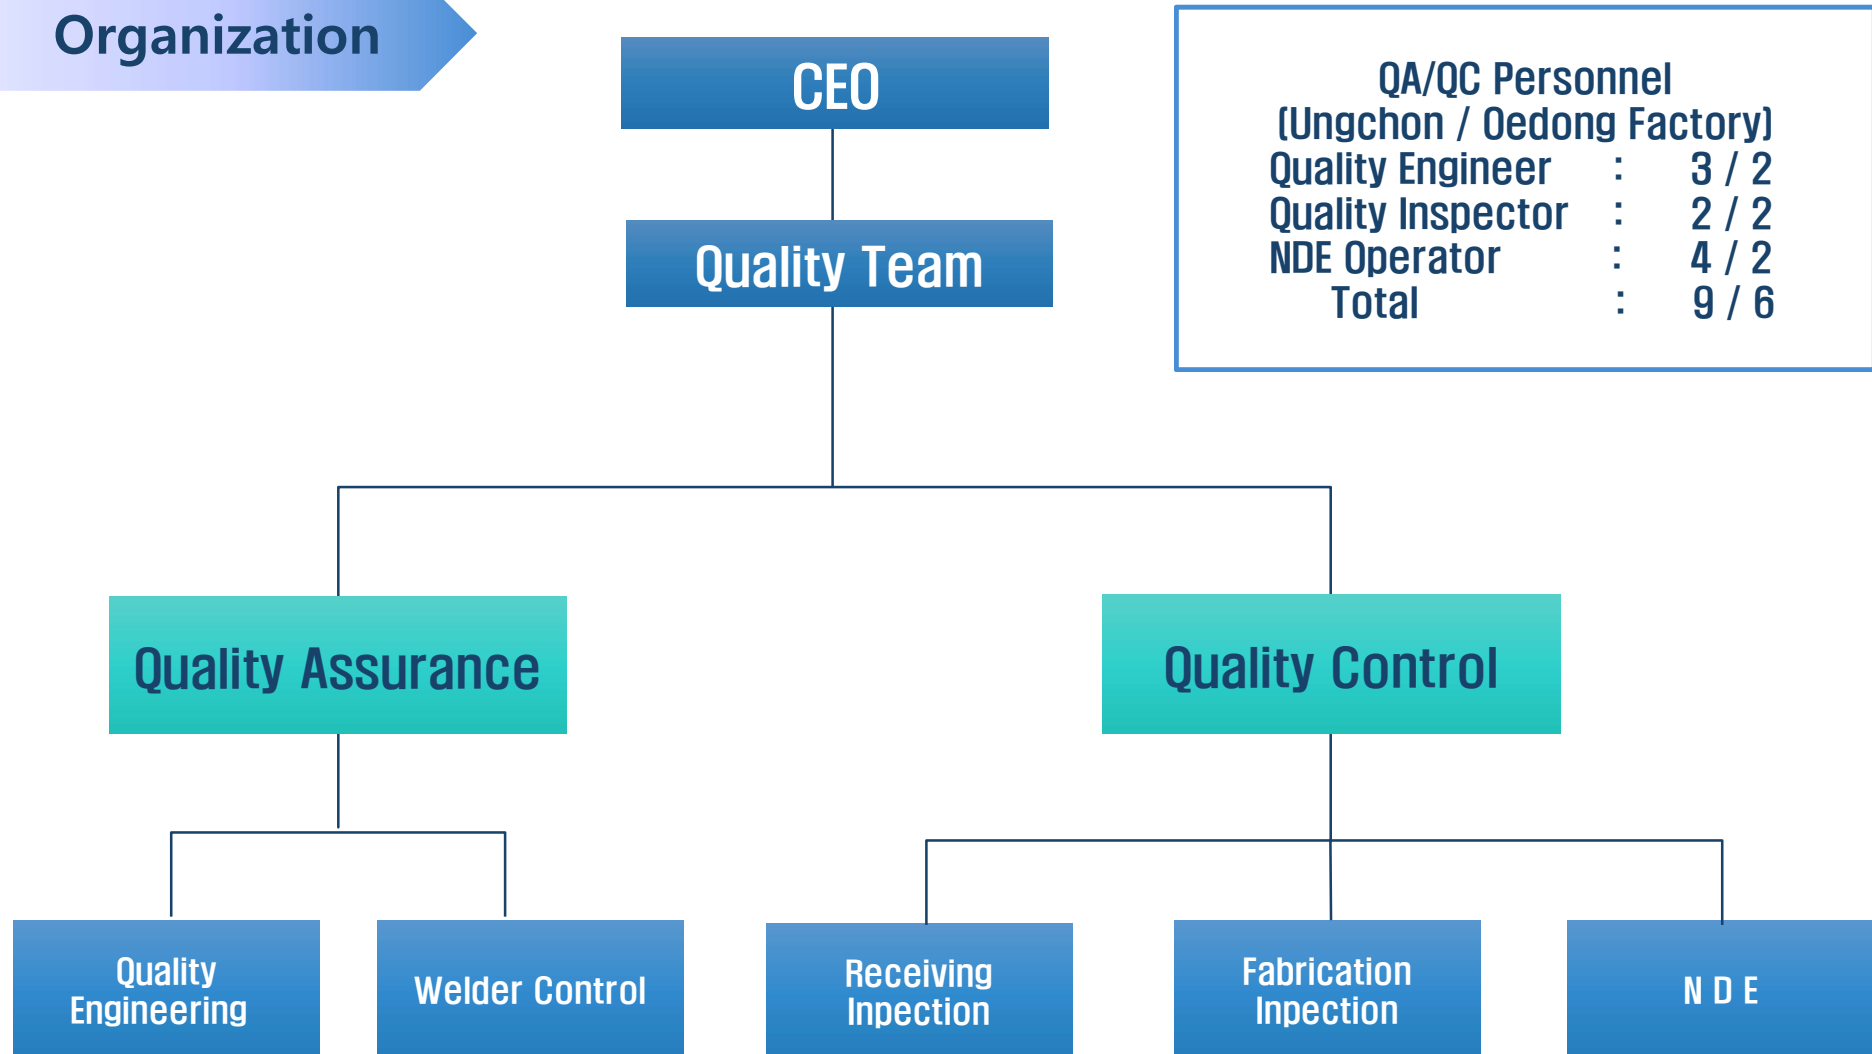 Organization
CEO
QA/QC Personnel
(Ungchon / Oedong Factory)
Quality Engineer : 3 / 2
Quality Inspector : 2 / 2
NDE Operator : 4 / 2
Total : 9 / 6
Quality Team
Quality Assurance
Quality Control
Quality
Engineering
Welder Control
Receiving
Inpection
Fabrication
Inpection
N D E